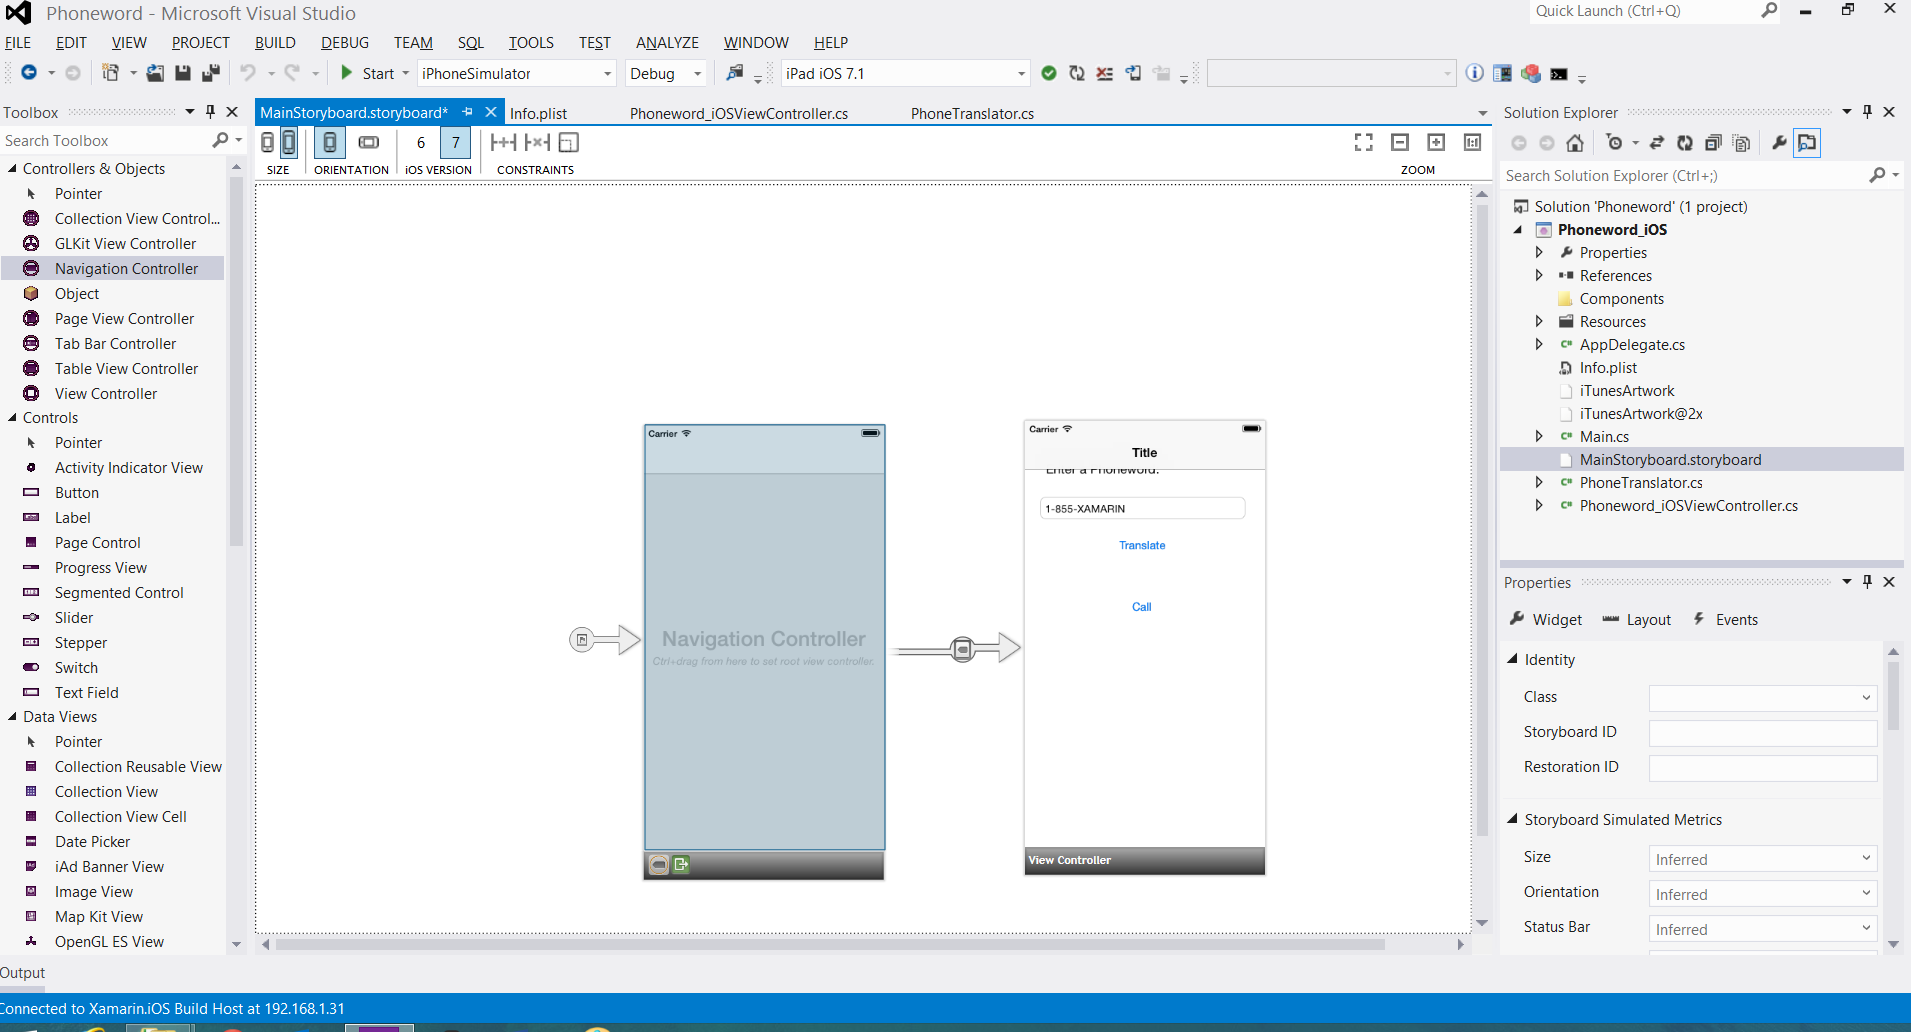 Phoneword - Microsoft Visual Studio
Quick Launch (Ctrl+Q)
FILE EDIT VIEW PROJECT BUILD DEBUG TEAM SQL TOOLS TEST ANALYZE WINDOW HELP
Start iPhoneSimulator Debug iPad iOS 7.1
Toolbox
Search Toolbox
Controllers & Objects
Pointer
Collection View Control...
GLKit View Controller
Navigation Controller
Object
Page View Controller
Tab Bar Controller
Table View Controller
View Controller
Controls
Pointer
Activity Indicator View
Button
Label
Page Control
Progress View
Segmented Control
Slider
Stepper
Switch
Text Field
Data Views
Pointer
Collection Reusable View
Collection View
Collection View Cell
Date Picker
iAd Banner View
Image View
Map Kit View
OpenGL ES View
MainStoryboard.storyboard* Info.plist Phoneword_iOSViewController.cs PhoneTranslator.cs
6 7 1:1
SIZE ORIENTATION iOS VERSION CONSTRAINTS ZOOM
Carrier
Navigation Controller
Ctrl+drag from here to set root view controller.
Carrier
Title
Enter a Phoneword:
1-855-XAMARIN
Translate
Call
View Controller
Solution Explorer
Search Solution Explorer (Ctrl+;)
Solution 'Phoneword' (1 project)
Phoneword_iOS
Properties
References
Components
Resources
C# AppDelegate.cs
Info.plist
iTunesArtwork
iTunesArtwork@2x
C# Main.cs
MainStoryboard.storyboard
C# PhoneTranslator.cs
C# Phoneword_iOSViewController.cs
Properties
Widget Layout Events
Identity
Class
Storyboard ID
Restoration ID
Storyboard Simulated Metrics
Size Inferred
Orientation Inferred
Status Bar Inferred
Output
Connected to Xamarin.iOS Build Host at 192.168.1.31